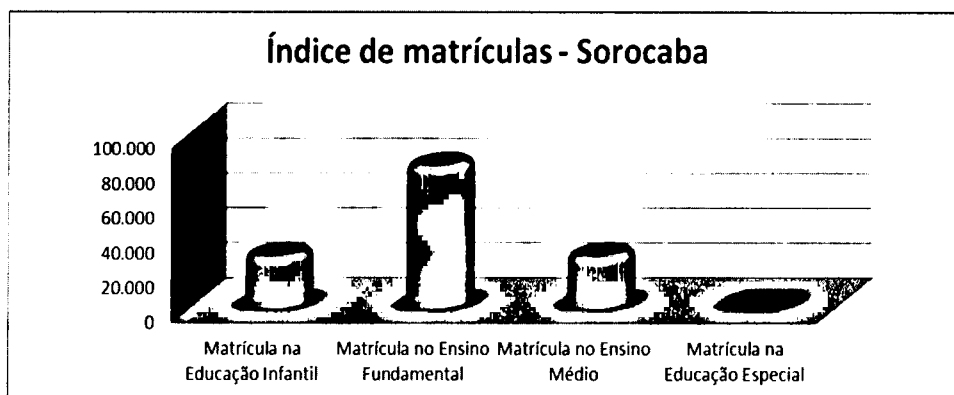 Índice de matrículas - Sorocaba
100.000
80.000
60.000
40.000
20.000
0
Matrícula na Educação Infantil
Matrícula no Ensino Fundamental
Matrícula no Ensino Médio
Matrícula na Educação Especial